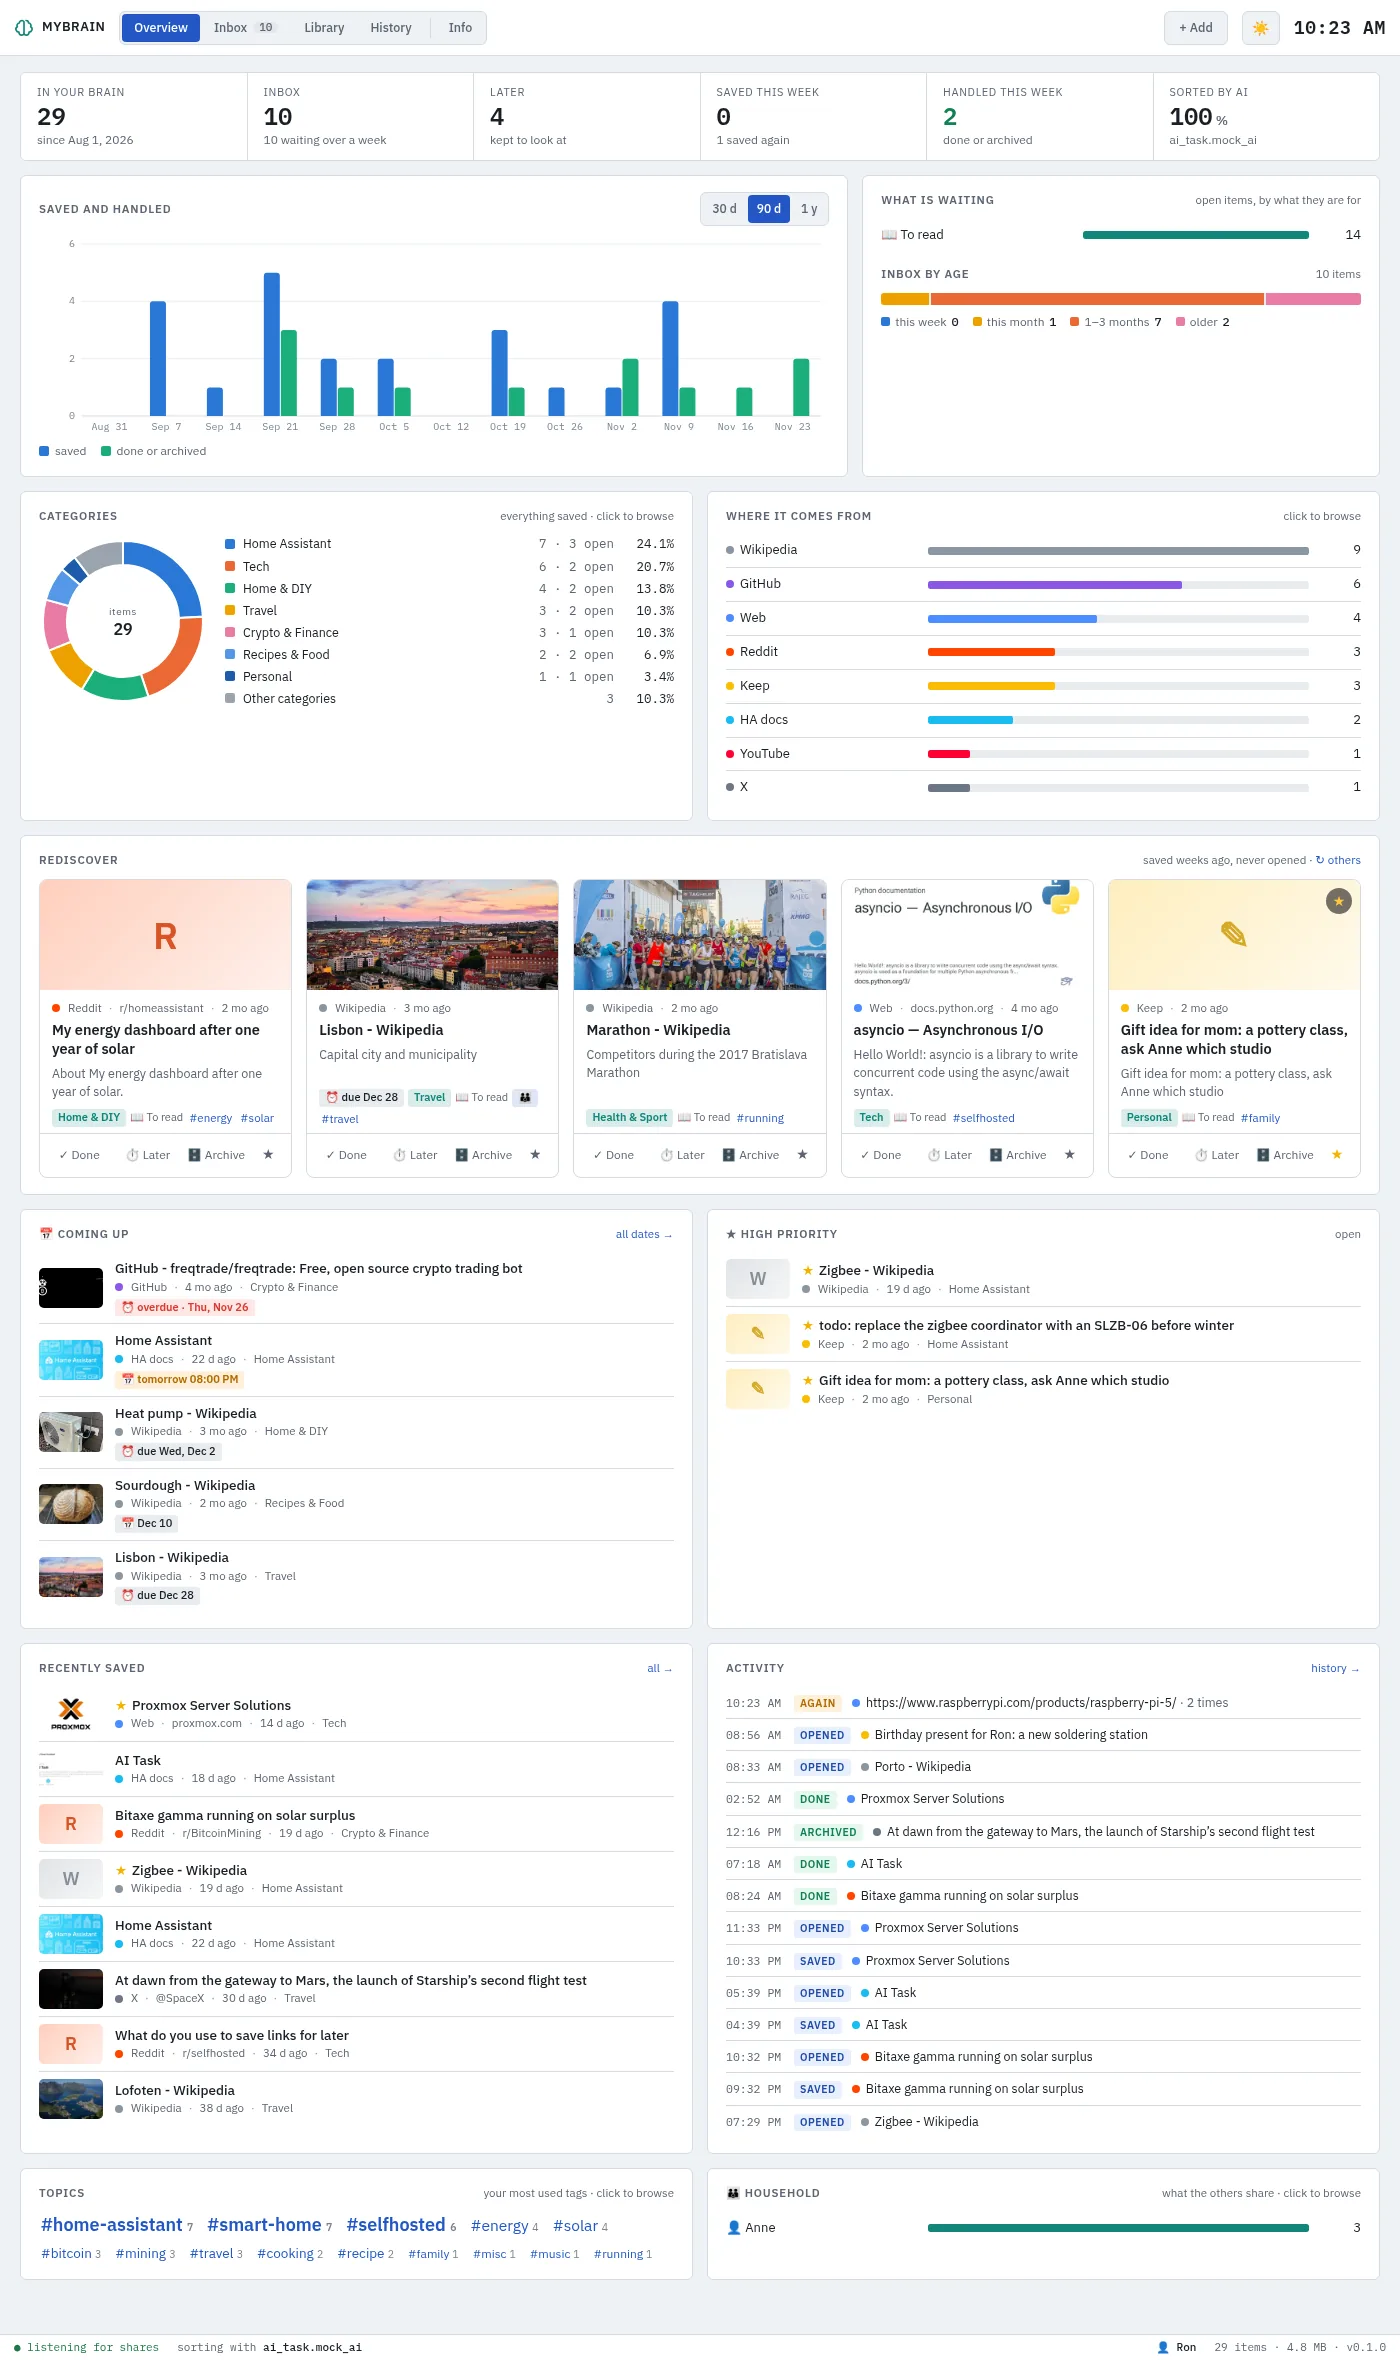 MYBRAIN
Overview Inbox 10 Library History Info
+ Add 10:23 AM
IN YOUR BRAIN
29
since Aug 1, 2026
INBOX
10
10 waiting over a week
LATER
4
kept to look at
SAVED THIS WEEK
0
1 saved again
HANDLED THIS WEEK
2
done or archived
SORTED BY AI
100 %
ai_task.mock_ai
SAVED AND HANDLED
30 d 90 d 1 y
6
4
2
0
Aug 31 Sep 7 Sep 14 Sep 21 Sep 28 Oct 5 Oct 12 Oct 19 Oct 26 Nov 2 Nov 9 Nov 16 Nov 23
saved done or archived
WHAT IS WAITING open items, by what they are for
📖 To read 14
INBOX BY AGE 10 items
this week 0 this month 1 1–3 months 7 older 2
CATEGORIES everything saved · click to browse
items
29
Home Assistant 7 · 3 open 24.1%
Tech 6 · 2 open 20.7%
Home & DIY 4 · 2 open 13.8%
Travel 3 · 2 open 10.3%
Crypto & Finance 3 · 1 open 10.3%
Recipes & Food 2 · 2 open 6.9%
Personal 1 · 1 open 3.4%
Other categories 3 10.3%
WHERE IT COMES FROM click to browse
Wikipedia 9
GitHub 6
Web 4
Reddit 3
Keep 3
HA docs 2
YouTube 1
X 1
REDISCOVER saved weeks ago, never opened · ↻ others
R
Reddit · r/homeassistant · 2 mo ago
My energy dashboard after one
year of solar
About My energy dashboard after one
year of solar.
Home & DIY 📖 To read #energy #solar
✓ Done ⏱ Later 🗄 Archive ★
Wikipedia · 3 mo ago
Lisbon - Wikipedia
Capital city and municipality
⏰ due Dec 28 Travel 📖 To read
#travel
✓ Done ⏱ Later 🗄 Archive ★
KPMG
Wikipedia · 2 mo ago
Marathon - Wikipedia
Competitors during the 2017 Bratislava
Marathon
Health & Sport 📖 To read #running
✓ Done ⏱ Later 🗄 Archive ★
Python documentation
asyncio — Asynchronous I/O
Hello World!: asyncio is a library to write concurrent code using the async/await syntax.
asyncio is used as a foundation for multiple Python asynchronous fr...
docs.python.org/3/
Web · docs.python.org · 4 mo ago
asyncio — Asynchronous I/O
Hello World!: asyncio is a library to write
concurrent code using the async/await
syntax.
Tech 📖 To read #selfhosted
✓ Done ⏱ Later 🗄 Archive ★
Keep · 2 mo ago
Gift idea for mom: a pottery class,
ask Anne which studio
Gift idea for mom: a pottery class, ask
Anne which studio
Personal 📖 To read #family
✓ Done ⏱ Later 🗄 Archive ★
📅 COMING UP all dates →
GitHub - freqtrade/freqtrade: Free, open source crypto trading bot
GitHub · 4 mo ago · Crypto & Finance
⏰ overdue · Thu, Nov 26
Home Assistant
Home Assistant
HA docs · 22 d ago · Home Assistant
📅 tomorrow 08:00 PM
Heat pump - Wikipedia
Wikipedia · 3 mo ago · Home & DIY
⏰ due Wed, Dec 2
Sourdough - Wikipedia
Wikipedia · 2 mo ago · Recipes & Food
📅 Dec 10
Lisbon - Wikipedia
Wikipedia · 3 mo ago · Travel
⏰ due Dec 28
★ HIGH PRIORITY open
W
★ Zigbee - Wikipedia
Wikipedia · 19 d ago · Home Assistant
★ todo: replace the zigbee coordinator with an SLZB-06 before winter
Keep · 2 mo ago · Home Assistant
★ Gift idea for mom: a pottery class, ask Anne which studio
Keep · 2 mo ago · Personal
RECENTLY SAVED all →
PROXMOX
★ Proxmox Server Solutions
Web · proxmox.com · 14 d ago · Tech
AI Task
HA docs · 18 d ago · Home Assistant
R
Bitaxe gamma running on solar surplus
Reddit · r/BitcoinMining · 19 d ago · Crypto & Finance
W
★ Zigbee - Wikipedia
Wikipedia · 19 d ago · Home Assistant
Home Assistant
Home Assistant
HA docs · 22 d ago · Home Assistant
At dawn from the gateway to Mars, the launch of Starship’s second flight test
X · @SpaceX · 30 d ago · Travel
R
What do you use to save links for later
Reddit · r/selfhosted · 34 d ago · Tech
Lofoten - Wikipedia
Wikipedia · 38 d ago · Travel
ACTIVITY history →
10:23 AM AGAIN https://www.raspberrypi.com/products/raspberry-pi-5/ · 2 times
08:56 AM OPENED Birthday present for Ron: a new soldering station
08:33 AM OPENED Porto - Wikipedia
02:52 AM DONE Proxmox Server Solutions
12:16 PM ARCHIVED At dawn from the gateway to Mars, the launch of Starship’s second flight test
07:18 AM DONE AI Task
08:24 AM DONE Bitaxe gamma running on solar surplus
11:33 PM OPENED Proxmox Server Solutions
10:33 PM SAVED Proxmox Server Solutions
05:39 PM OPENED AI Task
04:39 PM SAVED AI Task
10:32 PM OPENED Bitaxe gamma running on solar surplus
09:32 PM SAVED Bitaxe gamma running on solar surplus
07:29 PM OPENED Zigbee - Wikipedia
TOPICS your most used tags · click to browse
#home-assistant 7 #smart-home 7 #selfhosted 6 #energy 4 #solar 4
#bitcoin 3 #mining 3 #travel 3 #cooking 2 #recipe 2 #family 1 #misc 1 #music 1 #running 1
HOUSEHOLD what the others share · click to browse
👤 Anne 3
● listening for shares sorting with ai_task.mock_ai
👤 Ron 29 items · 4.8 MB · v0.1.0